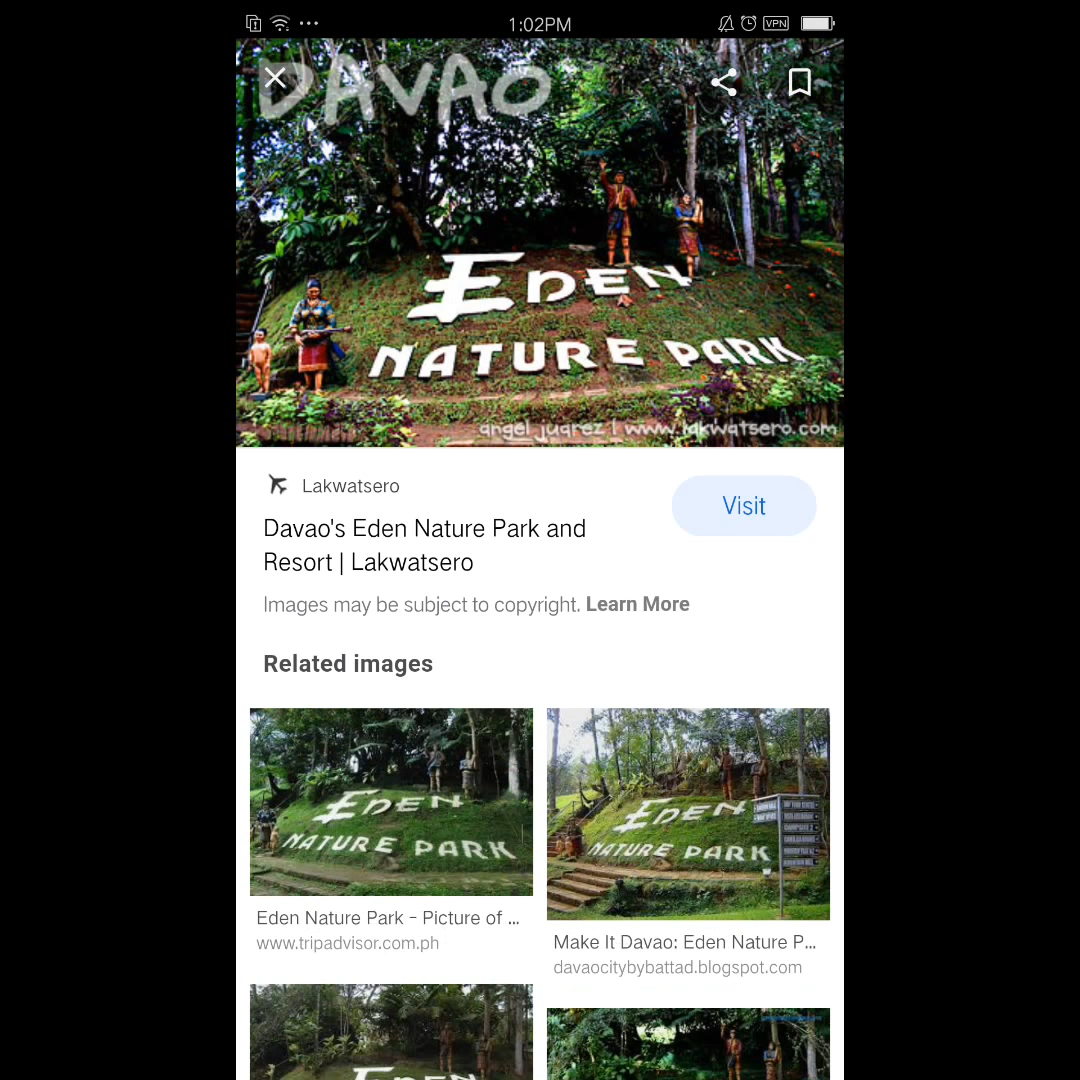 1:02PM
VPN
DAVAO
EDEN
NATURE PARK
angel juarez | www.lakwatsero.com
Lakwatsero
Visit
Davao's Eden Nature Park and
Resort | Lakwatsero
Images may be subject to copyright. Learn More
Related images
EDEN
NATURE PARK
Eden Nature Park - Picture of ...
www.tripadvisor.com.ph
EDEN
NATURE PARK
Make It Davao: Eden Nature P...
davaocitybybattad.blogspot.com
EDEN